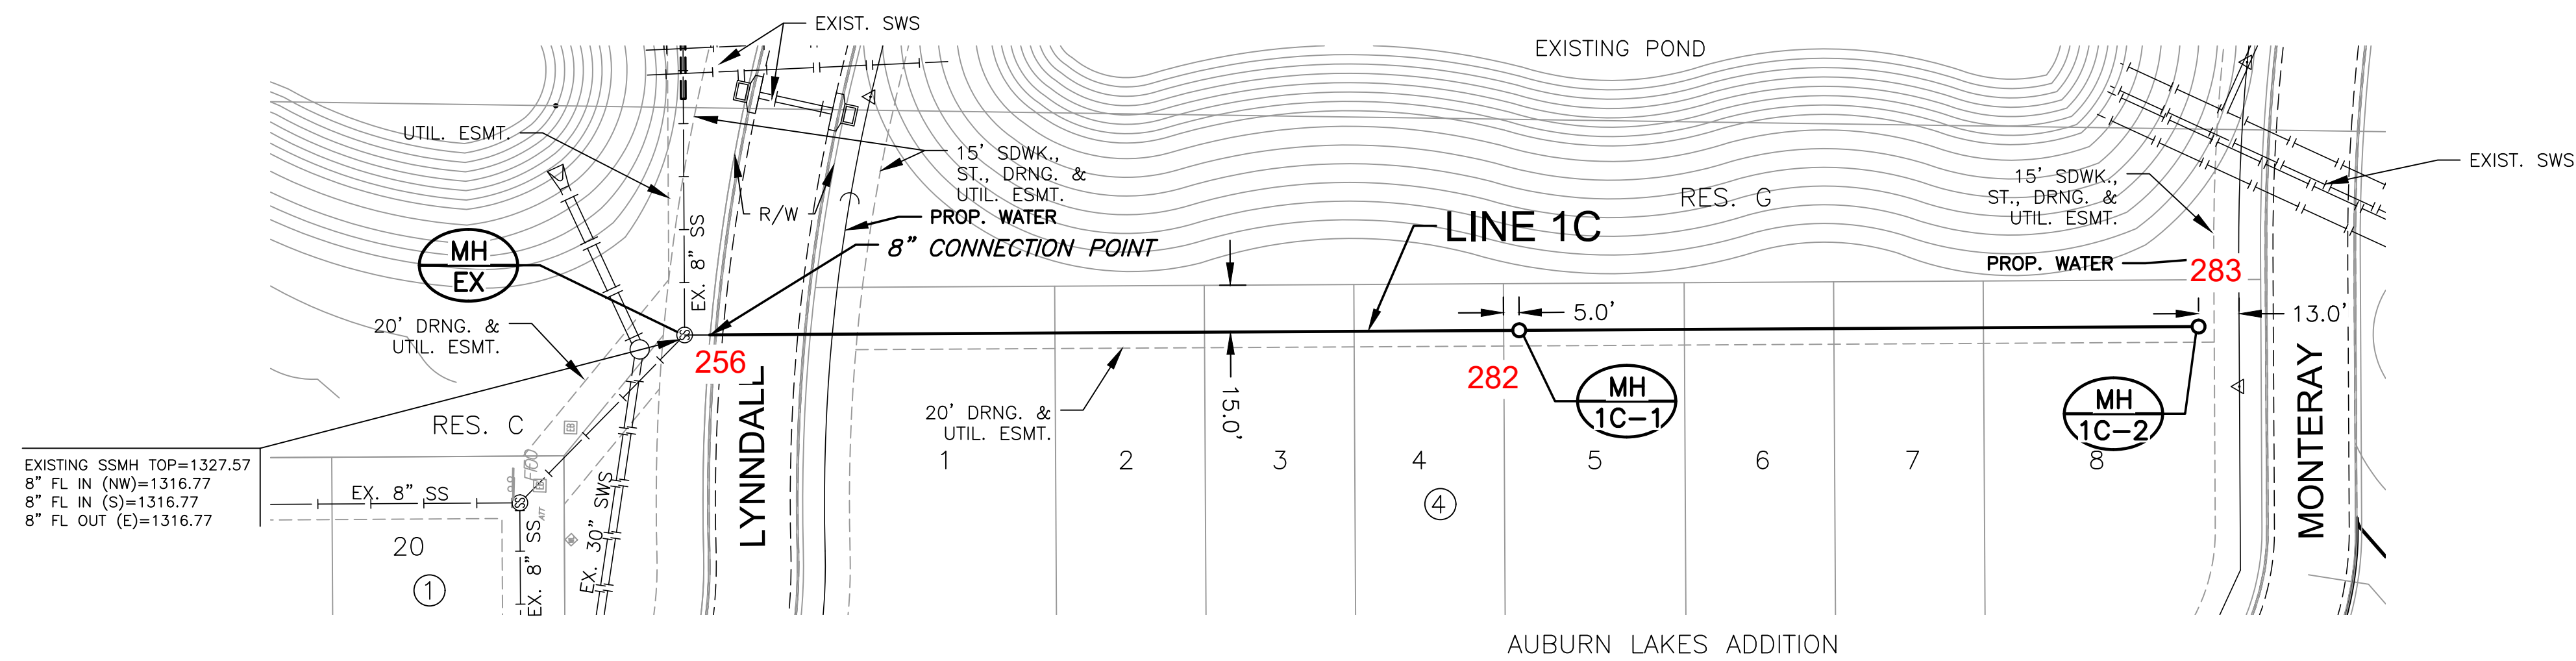 EXIST. SWS
EXISTING POND
UTIL. ESMT.
15' SDWK.,
ST., DRNG. &
UTIL. ESMT.
EXIST. SWS
15' SDWK.,
ST., DRNG. &
UTIL. ESMT.
RES. G
R/W
PROP. WATER
8" CONNECTION POINT
LINE 1C
EX. 8" SS
MH
EX
PROP. WATER
283
5.0'
13.0'
20' DRNG. &
UTIL. ESMT.
256
282
MH
1C-1
MH
1C-2
15.0'
20' DRNG. &
UTIL. ESMT.
LYNNDALL
MONTERAY
RES. C
F100
1
2
3
4
5
6
7
8
EXISTING SSMH TOP=1327.57
8" FL IN (NW)=1316.77
8" FL IN (S)=1316.77
8" FL OUT (E)=1316.77
EX. 8" SS
SS
SS
ATT
EX. 8" SS
EX. 30" SWS
4
20
1
AUBURN LAKES ADDITION